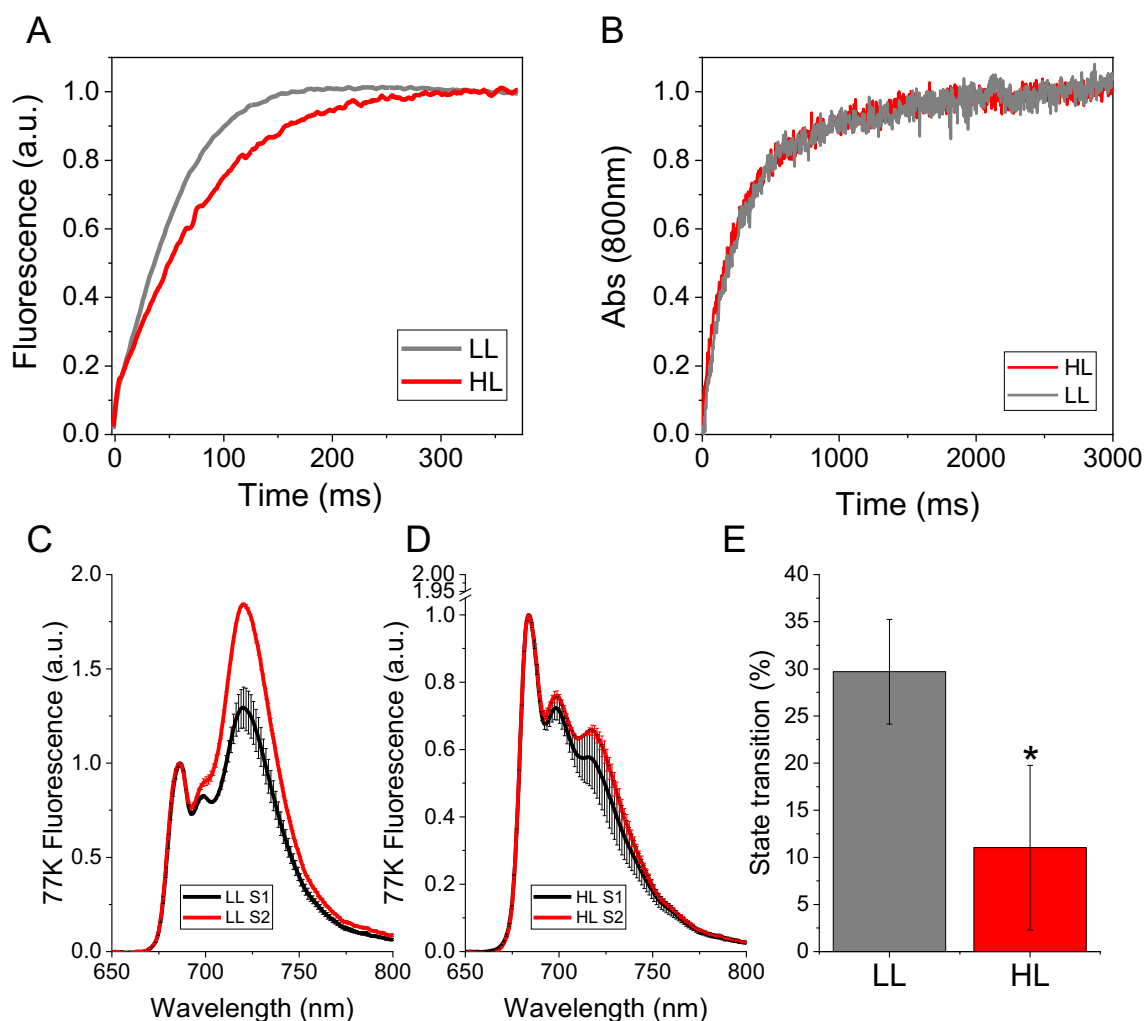 A
Fluorescence (a.u.)
1.0
0.8
0.6
0.4
0.2
0.0
0 100 200 300
Time (ms)
LL
HL
B
Abs (800nm)
1.0
0.8
0.6
0.4
0.2
0.0
0 1000 2000 3000
Time (ms)
HL
LL
C
77K Fluorescence (a.u.)
2.0
1.5
1.0
0.5
0.0
650 700 750 800
Wavelength (nm)
LL S1
LL S2
D
77K Fluorescence (a.u.)
2.00
1.95
1.0
0.8
0.6
0.4
0.2
0.0
650 700 750 800
Wavelength (nm)
HL S1
HL S2
E
State transition (%)
40
35
30
25
20
15
10
5
0
*
LL HL